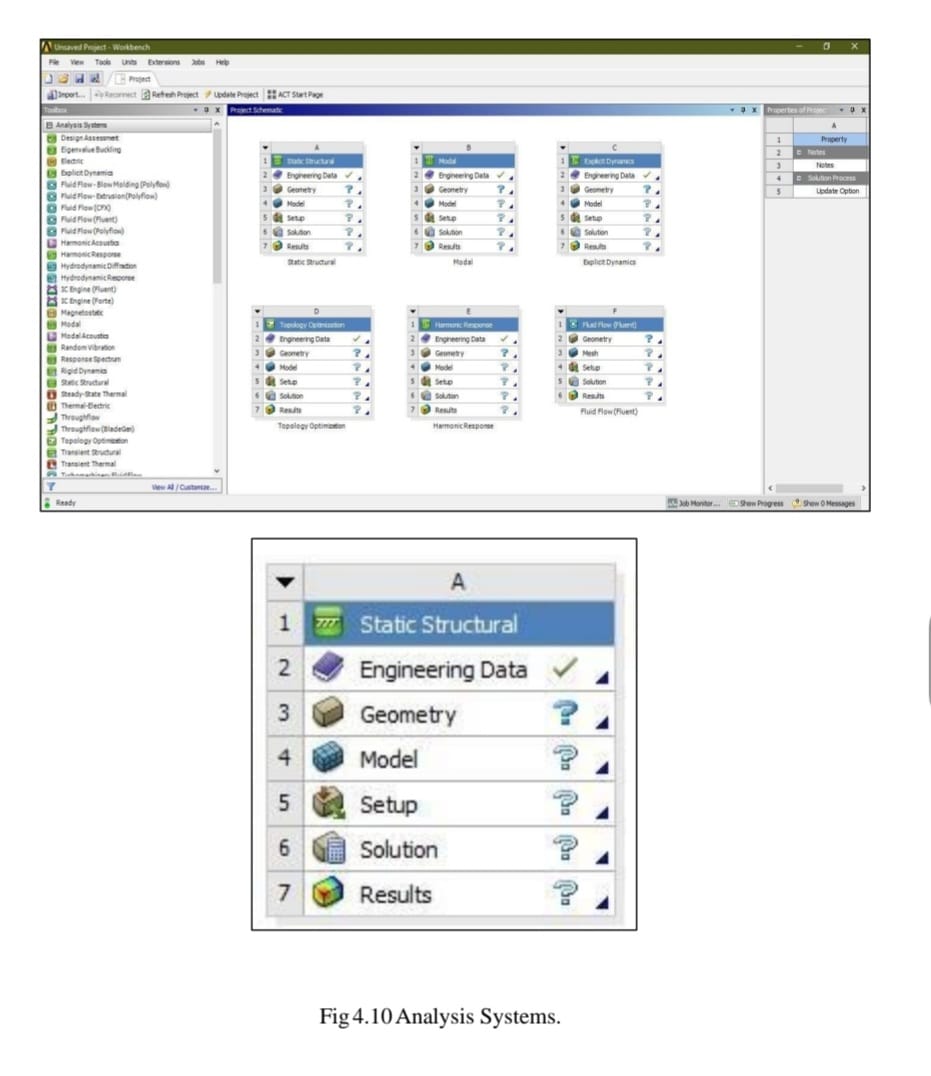 Unsaved Project - Workbench
File View Tools Units Extensions Jobs Help
Project
Import... Reconnect Refresh Project Update Project ACT Start Page
Toolbox
Project Schematic
Properties of Project
Analysis Systems
Design Assessment
Eigenvalue Buckling
Electric
Explicit Dynamics
Fluid Flow- Blow Molding (Polyflow)
Fluid Flow- Extrusion(Polyflow)
Fluid Flow(CFX)
Fluid Flow (Fluent)
Fluid Flow(Polyflow)
Harmonic Acoustics
Harmonic Response
Hydrodynamic Diffraction
Hydrodynamic Response
IC Engine (Fluent)
IC Engine (Forte)
Magnetostatic
Modal
Modal Acoustics
Random Vibration
Response Spectrum
Rigid Dynamics
Static Structural
Steady-State Thermal
Thermal-Electric
Throughflow
Throughflow(BladeGen)
Topology Optimization
Transient Structural
Transient Thermal
Turbomachinery FluidFlow
View All / Customize...
A
1 Static Structural
2 Engineering Data
3 Geometry
4 Model
5 Setup
6 Solution
7 Results
Static Structural
B
1 Modal
2 Engineering Data
3 Geometry
4 Model
5 Setup
6 Solution
7 Results
Modal
C
1 Explicit Dynamics
2 Engineering Data
3 Geometry
4 Model
5 Setup
6 Solution
7 Results
Explicit Dynamics
D
1 Topology Optimization
2 Engineering Data
3 Geometry
4 Model
5 Setup
6 Solution
7 Results
Topology Optimization
E
1 Harmonic Response
2 Engineering Data
3 Geometry
4 Model
5 Setup
6 Solution
7 Results
Harmonic Response
F
1 Fluid Flow (Fluent)
2 Geometry
3 Mesh
4 Setup
5 Solution
6 Results
Fluid Flow (Fluent)
A
1 Property
2 Notes
3 Notes
4 Solution Process
5 Update Option
Ready
Job Monitor... Show Progress Show 0 Messages
A
1 Static Structural
2 Engineering Data
3 Geometry
4 Model
5 Setup
6 Solution
7 Results
Fig 4.10 Analysis Systems.